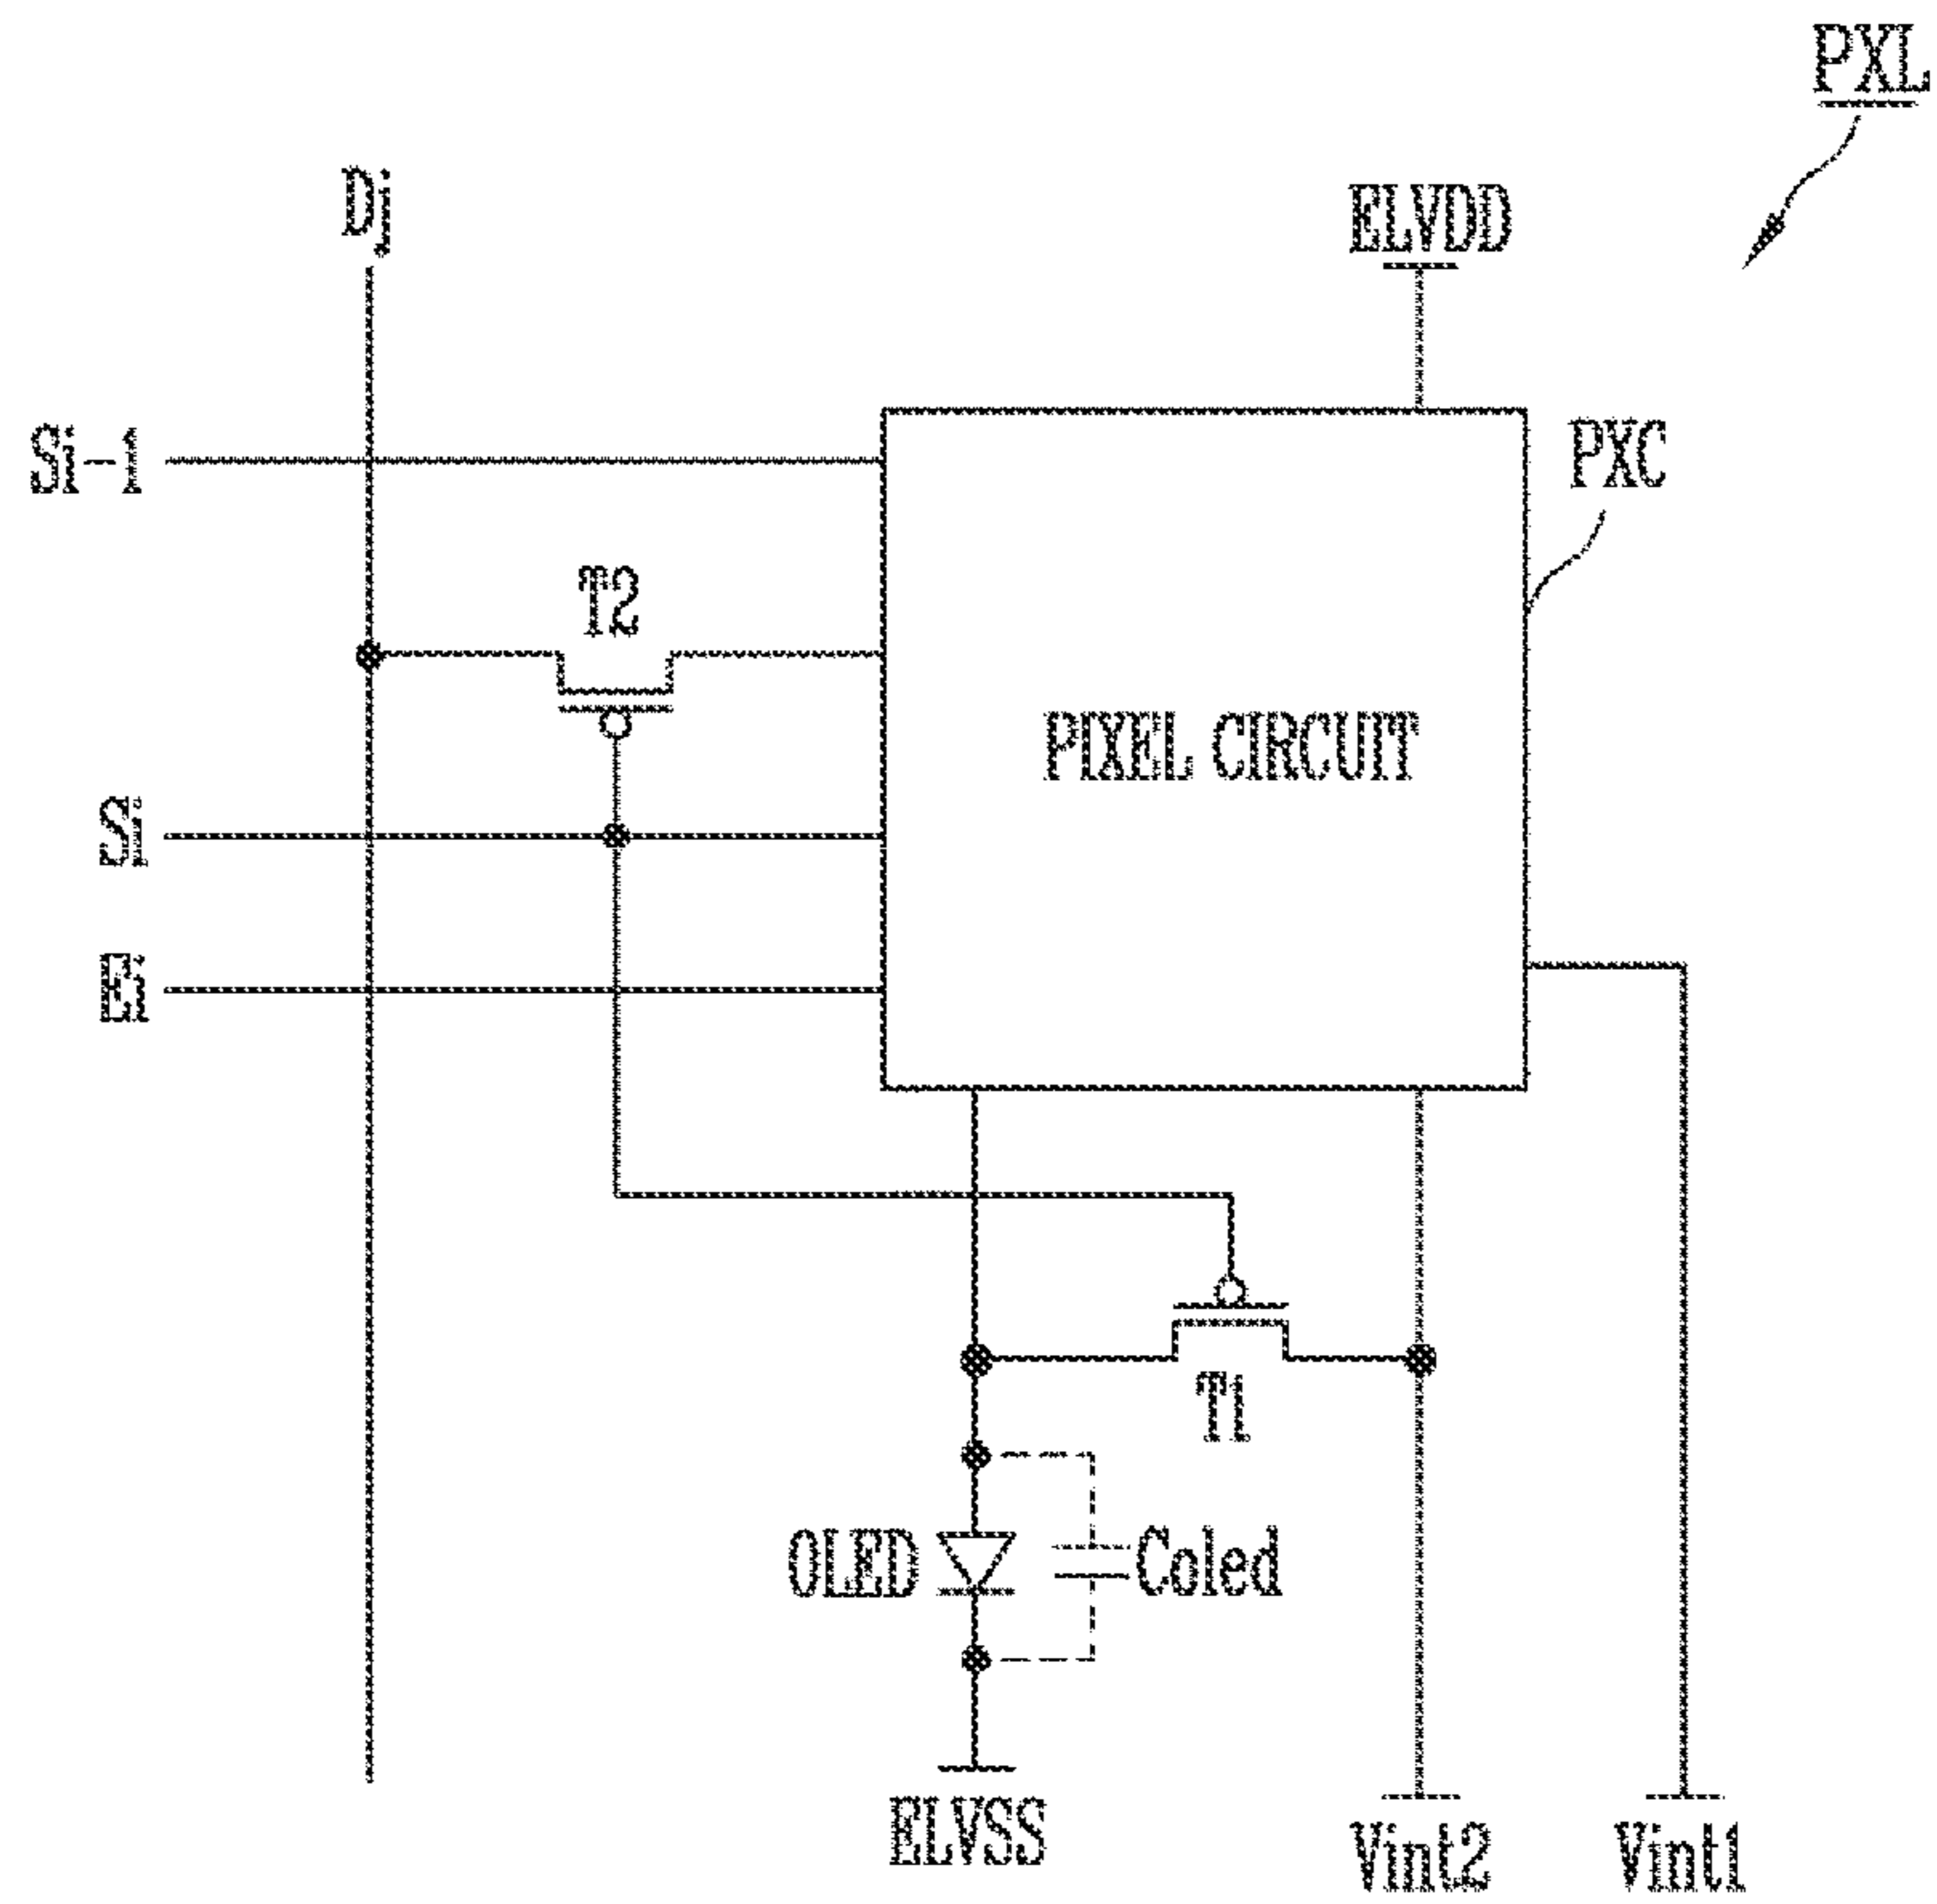 PXL
Dj
ELVDD
Si-1
PXC
T2
PIXEL CIRCUIT
Si
Ei
T1
OLED
Coled
ELVSS
Vint2
Vint1